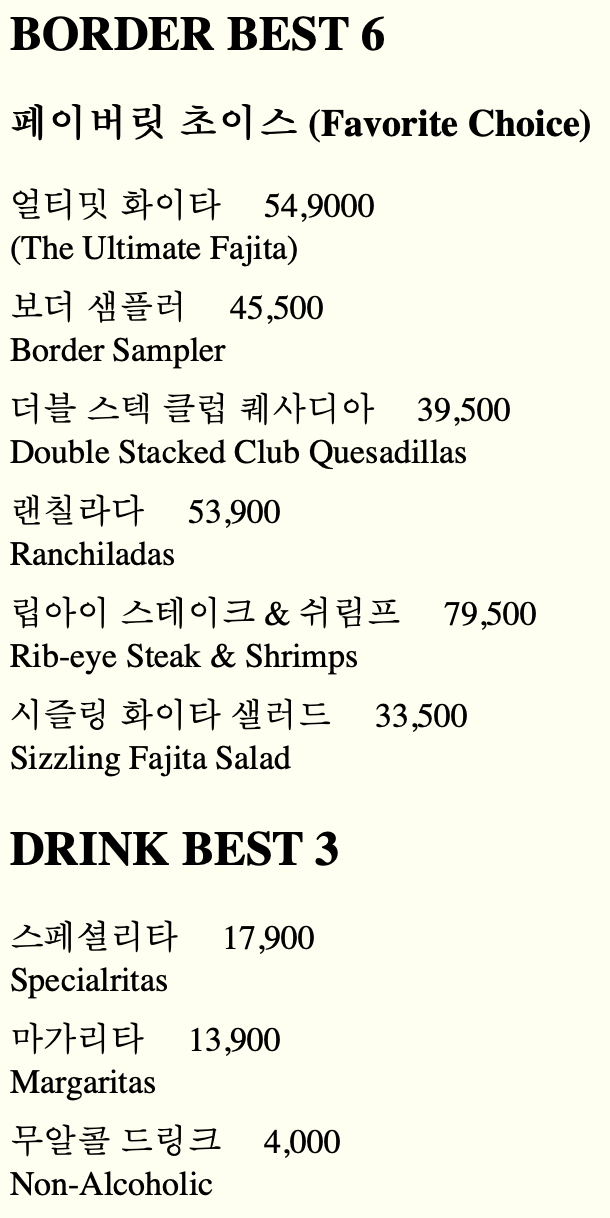 BORDER BEST 6
페이버릿 초이스 (Favorite Choice)
얼티밋 화이타 54,9000
(The Ultimate Fajita)
보더 샘플러 45,500
Border Sampler
더블 스텍 클럽 퀘사디아 39,500
Double Stacked Club Quesadillas
랜칠라다 53,900
Ranchiladas
립아이 스테이크 & 쉬림프 79,500
Rib-eye Steak & Shrimps
시즐링 화이타 샐러드 33,500
Sizzling Fajita Salad
DRINK BEST 3
스페셜리타 17,900
Specialritas
마가리타 13,900
Margaritas
무알콜 드링크 4,000
Non-Alcoholic